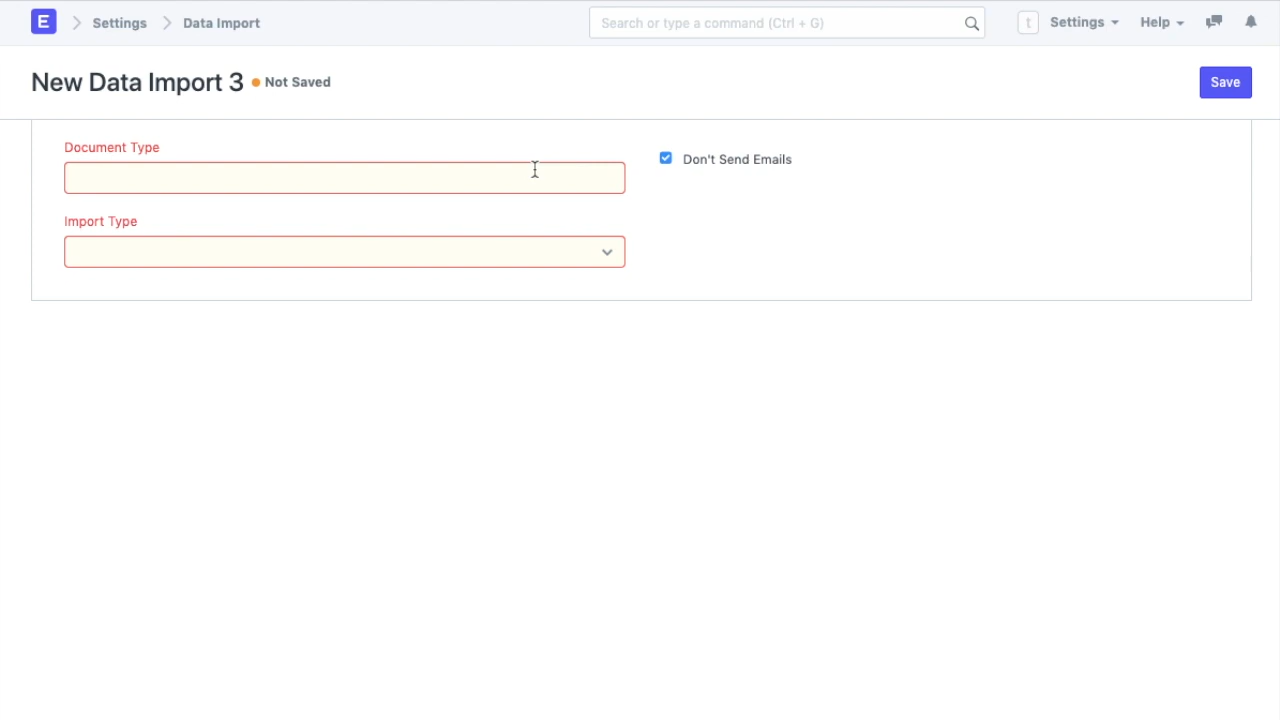 E Settings Data Import Search or type a command (Ctrl + G) t Settings Help
New Data Import 3 Not Saved Save
Document Type
Don't Send Emails
Import Type